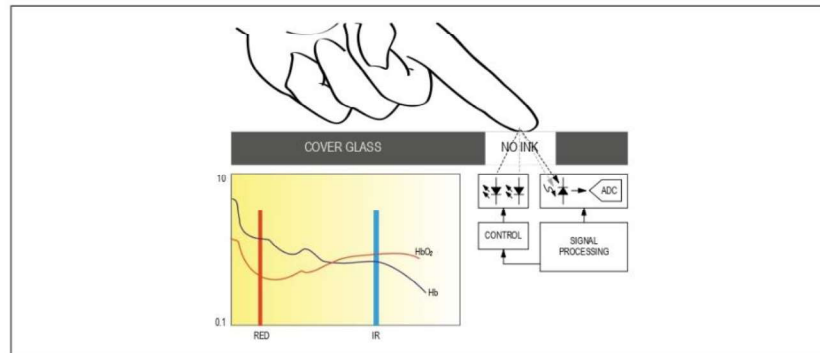 COVER GLASS
NO INK
10
0.1
RED
IR
HbO₂
Hb
ADC
CONTROL
SIGNAL
PROCESSING